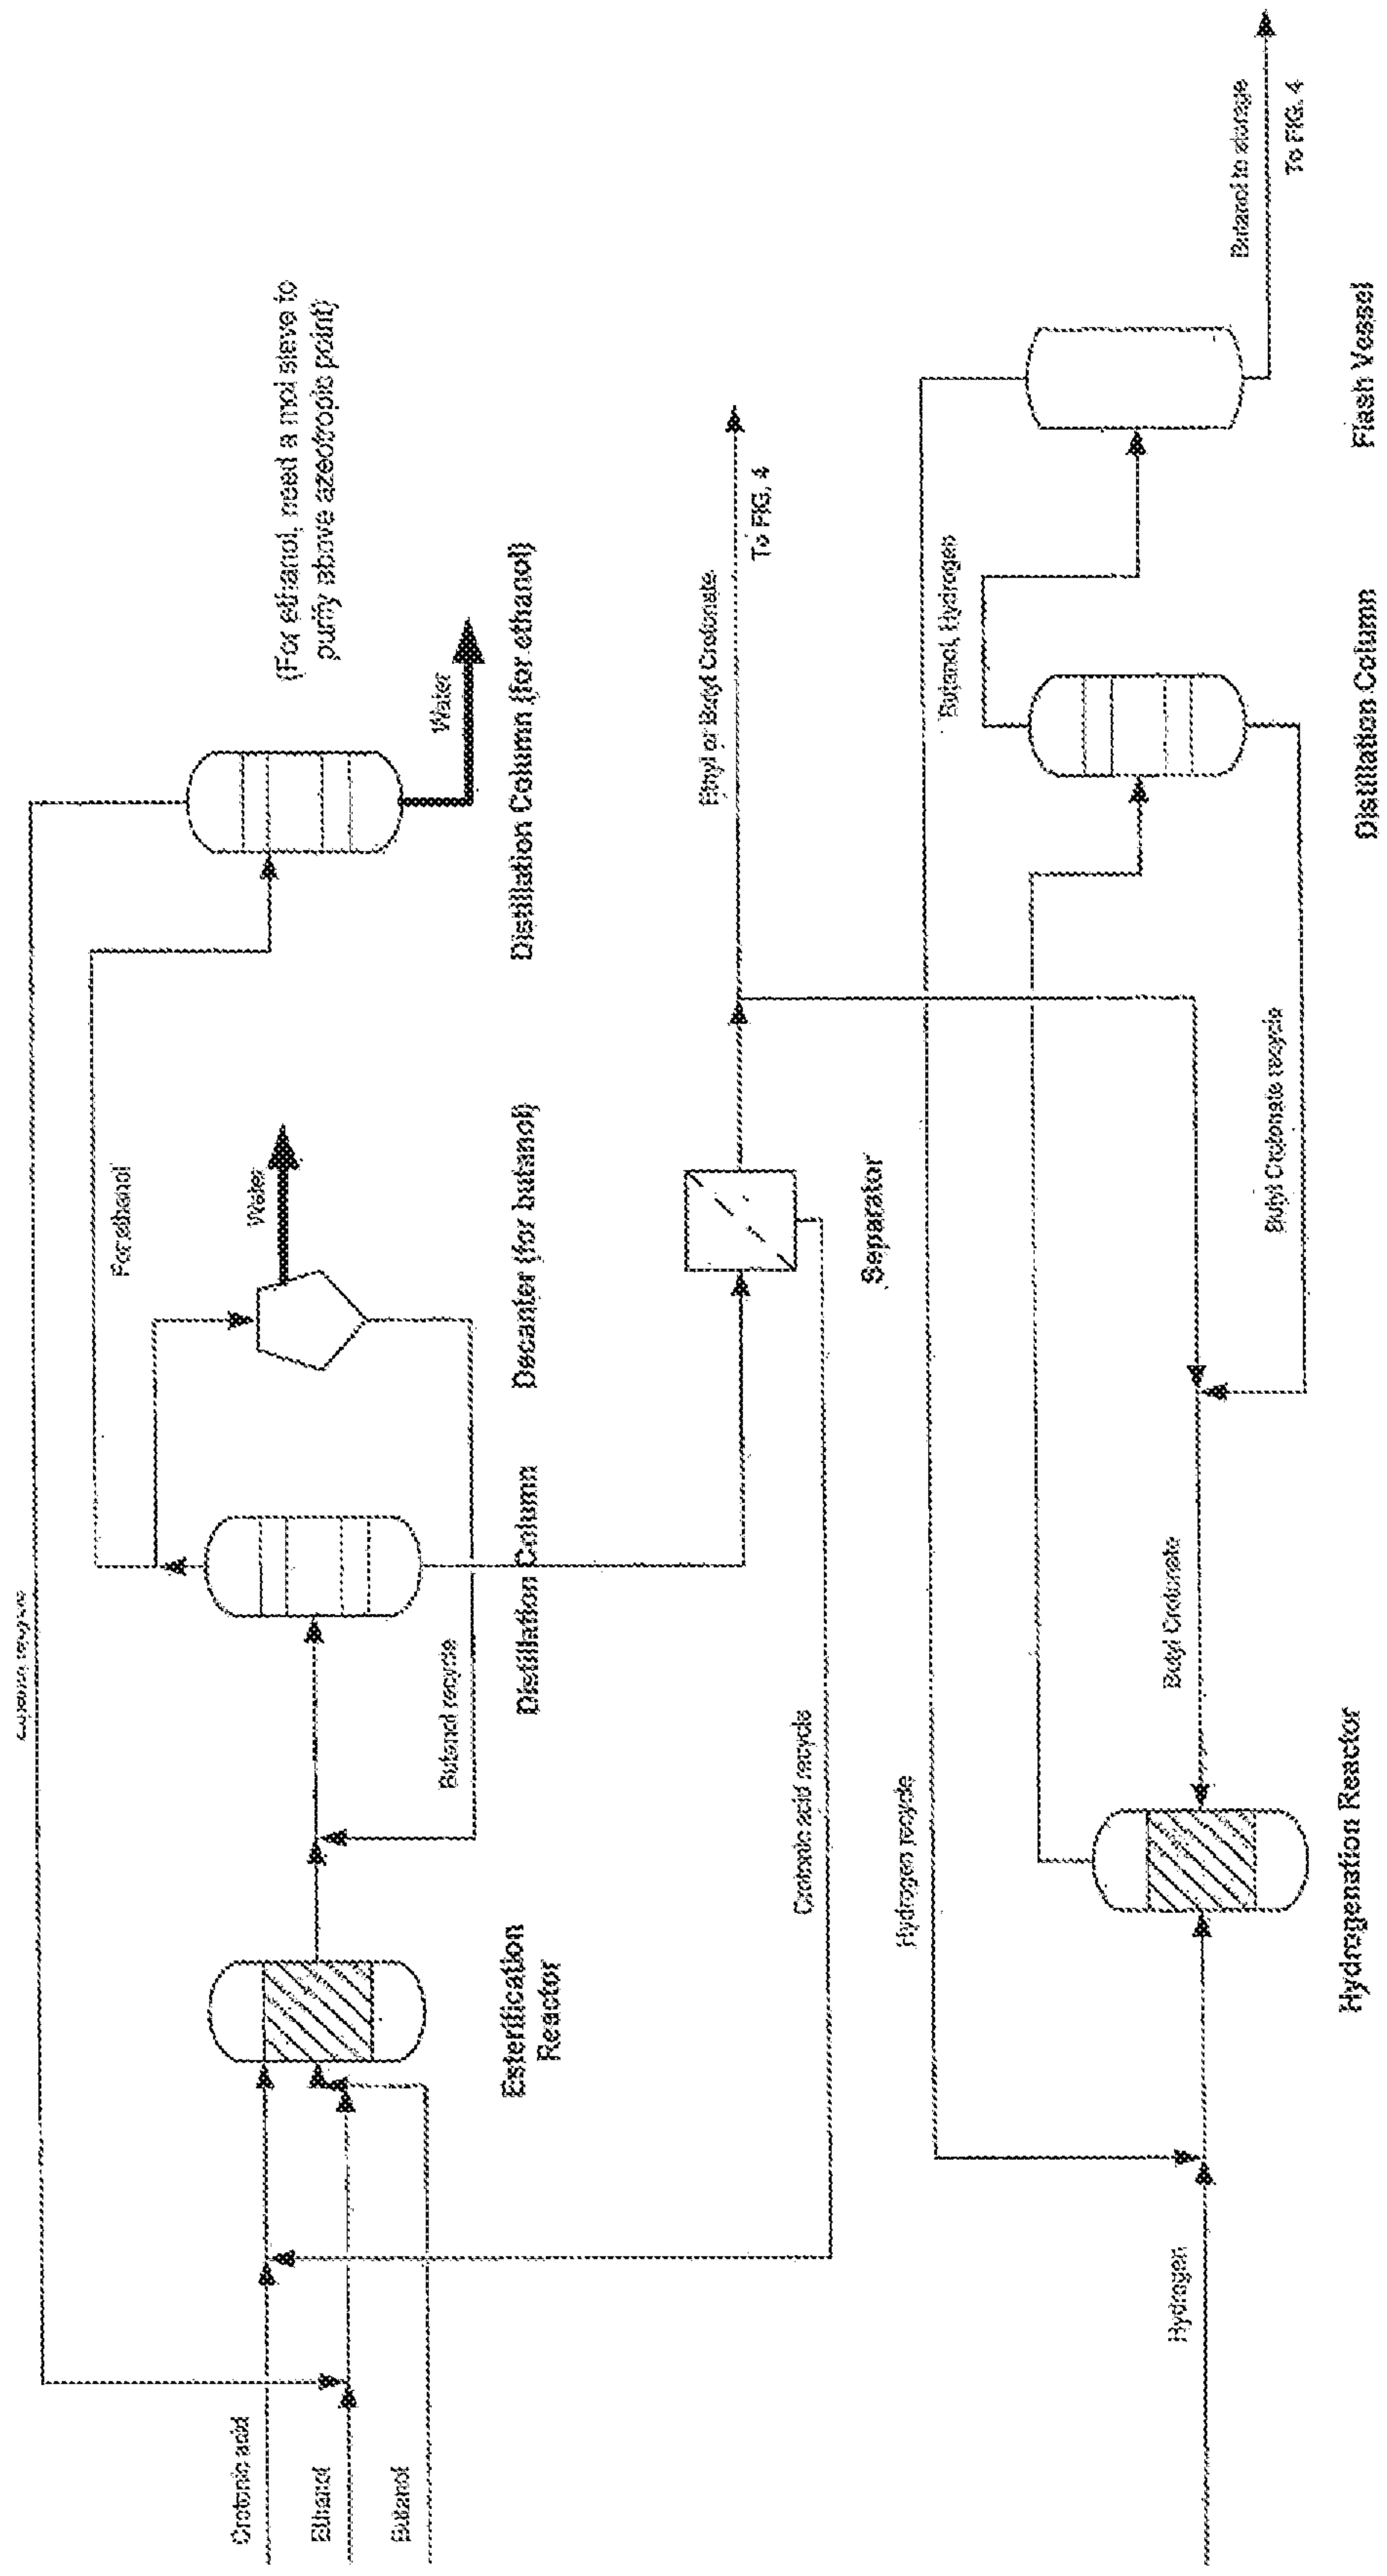 (For ethanol, need a mol sieve to
purify above azeotropic point)
For ethanol
Water
Water
Distillation Column (for ethanol)
Decanter (for butanol)
Distillation Column
Butanol recycle
Esterification
Reactor
Crotonic acid
Ethanol
Butanol
Ethyl or Butyl Crotonate
To FIG. 4
Separator
Crotonic acid recycle
Hydrogen recycle
Butanol, Hydrogen
Butanol to storage
To FIG. 4
Butyl Crotonate recycle
Butyl Crotonate
Hydrogen
Hydrogenation Reactor
Distillation Column
Flash Vessel